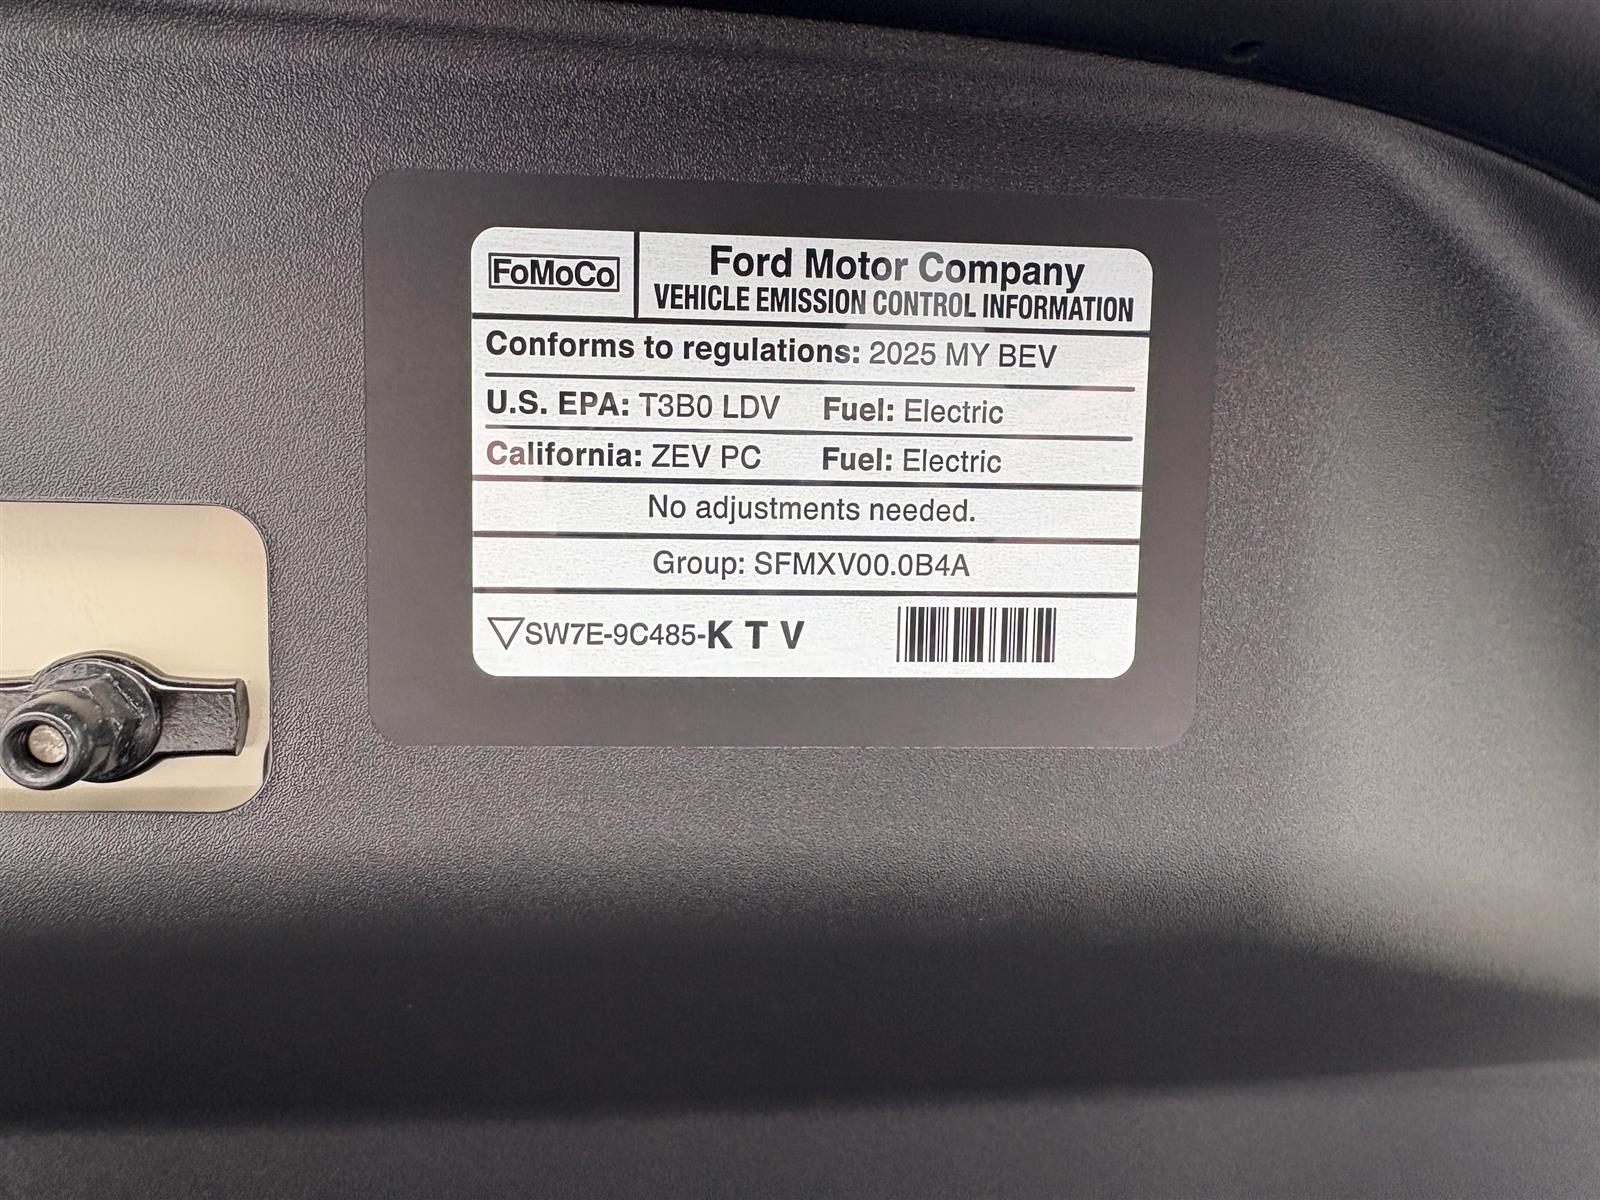 FoMoCo
Ford Motor Company
VEHICLE EMISSION CONTROL INFORMATION
Conforms to regulations: 2025 MY BEV
U.S. EPA: T3B0 LDV Fuel: Electric
California: ZEV PC Fuel: Electric
No adjustments needed.
Group: SFMXV00.0B4A
SW7E-9C485-K T V